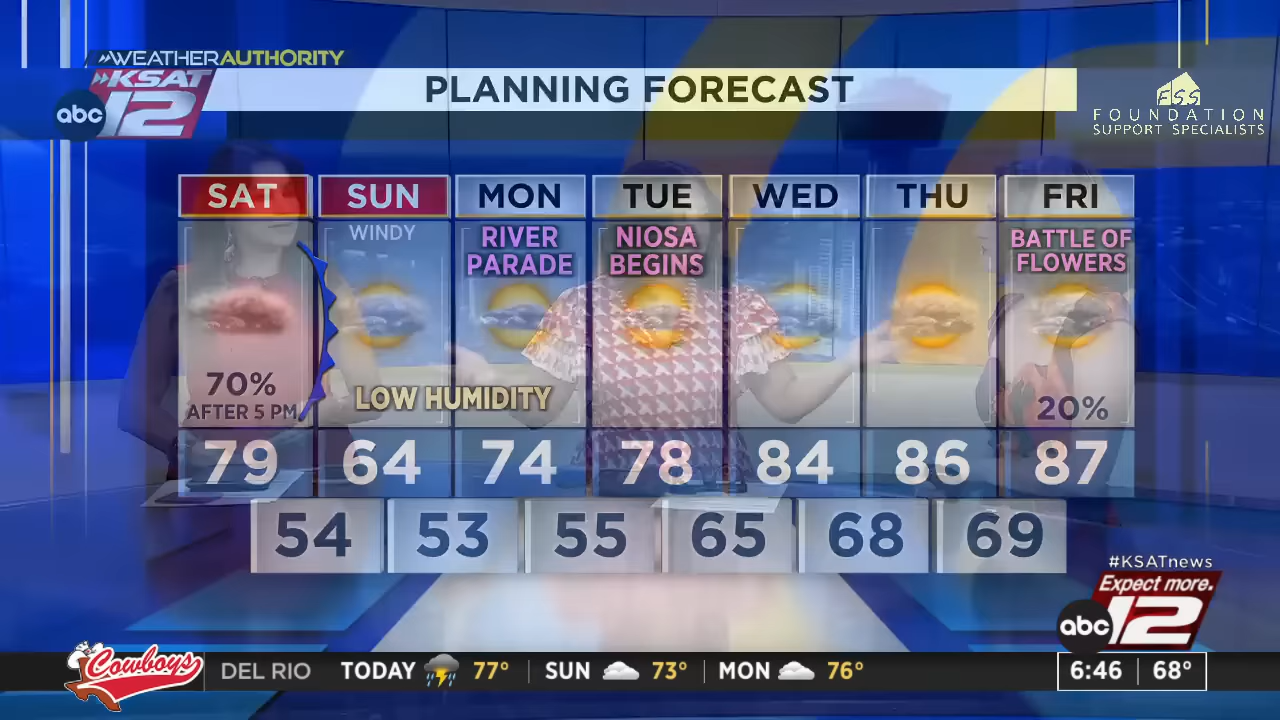 WEATHERAUTHORITY
KSAT
abc 12
PLANNING FORECAST
FSS
FOUNDATION
SUPPORT SPECIALISTS
SAT SUN MON TUE WED THU FRI
WINDY
RIVER
PARADE
NIOSA
BEGINS
BATTLE OF
FLOWERS
70%
AFTER 5 PM
LOW HUMIDITY
20%
79 64 74 78 84 86 87
54 53 55 65 68 69
#KSATnews
Expect more.
abc 12
Cowboys DEL RIO TODAY 77° SUN 73° MON 76° 6:46 68°